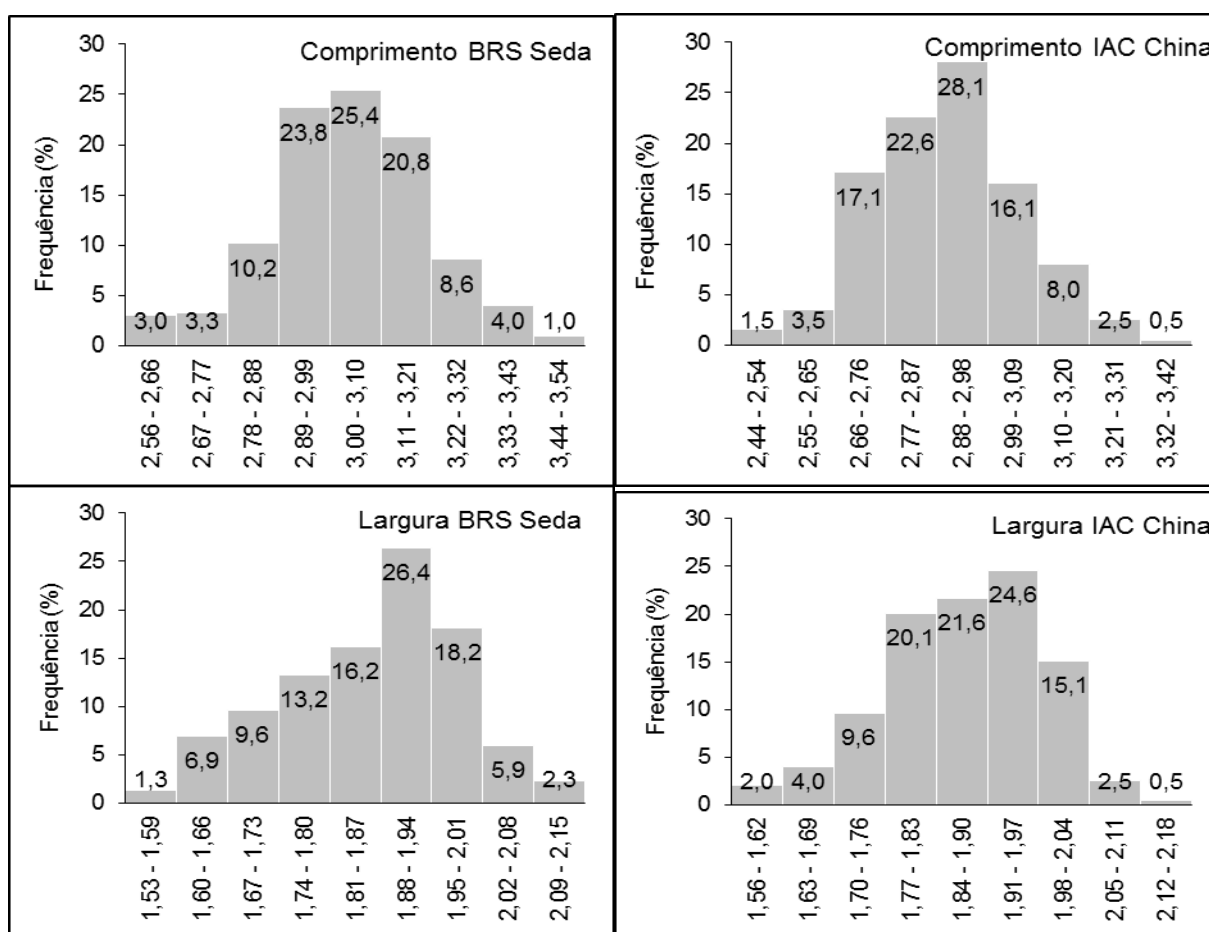 Comprimento BRS Seda
Frequência (%)
30
25
20
15
10
5
0
3,0
3,3
10,2
23,8
25,4
20,8
8,6
4,0
1,0
2,56 - 2,66
2,67 - 2,77
2,78 - 2,88
2,89 - 2,99
3,00 - 3,10
3,11 - 3,21
3,22 - 3,32
3,33 - 3,43
3,44 - 3,54
Comprimento IAC China
Frequência (%)
30
25
20
15
10
5
0
1,5
3,5
17,1
22,6
28,1
16,1
8,0
2,5
0,5
2,44 - 2,54
2,55 - 2,65
2,66 - 2,76
2,77 - 2,87
2,88 - 2,98
2,99 - 3,09
3,10 - 3,20
3,21 - 3,31
3,32 - 3,42
Largura BRS Seda
Frequência (%)
30
25
20
15
10
5
0
1,3
6,9
9,6
13,2
16,2
26,4
18,2
5,9
2,3
1,53 - 1,59
1,60 - 1,66
1,67 - 1,73
1,74 - 1,80
1,81 - 1,87
1,88 - 1,94
1,95 - 2,01
2,02 - 2,08
2,09 - 2,15
Largura IAC China
Frequência (%)
30
25
20
15
10
5
0
2,0
4,0
9,6
20,1
21,6
24,6
15,1
2,5
0,5
1,56 - 1,62
1,63 - 1,69
1,70 - 1,76
1,77 - 1,83
1,84 - 1,90
1,91 - 1,97
1,98 - 2,04
2,05 - 2,11
2,12 - 2,18